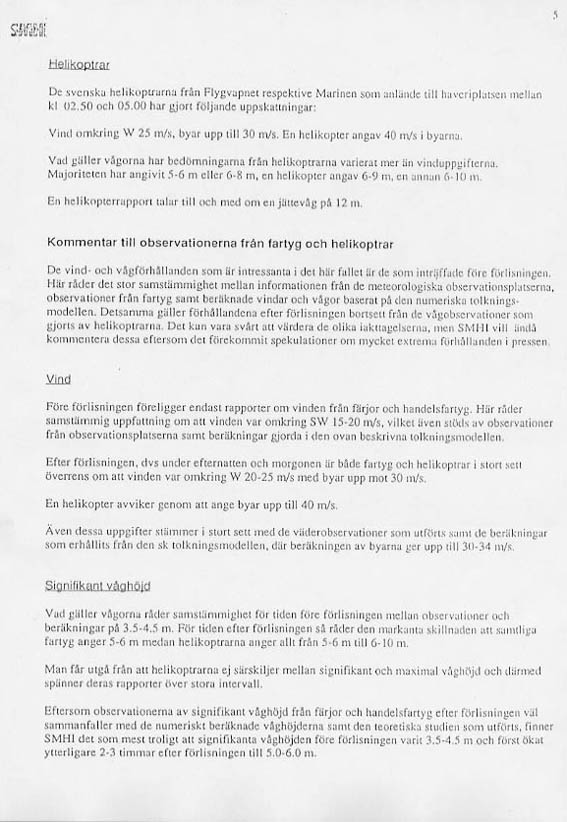 5
SMHI
Helikoptrar
De svenska helikoptrarna från Flygvapnet respektive Marinen som anlände till haveriplatsen mellan
kl 02.50 och 05.00 har gjort följande uppskattningar:
Vind omkring W 25 m/s, byar upp till 30 m/s. En helikopter angav 40 m/s i byarna.
Vad gäller vågorna har bedömningarna från helikoptrarna varierat mer än vinduppgifterna.
Majoriteten har angivit 5-6 m eller 6-8 m, en helikopter angav 6-9 m, en annan 6-10 m.
En helikopterrapport talar till och med om en jättevåg på 12 m.
Kommentar till observationerna från fartyg och helikoptrar
De vind- och vågförhållanden som är intressanta i det här fallet är de som inträffade före förlisningen.
Här råder det stor samstämmighet mellan informationen från de meteorologiska observationsplatserna,
observationer från fartyg samt beräknade vindar och vågor baserat på den numeriska tolknings-
modellen. Detsamma gäller förhållandena efter förlisningen bortsett från de vågobservationer som
gjorts av helikoptrarna. Det kan vara svårt att värdera de olika iakttagelserna, men SMHI vill ändå
kommentera dessa eftersom det förekommit spekulationer om mycket extrema förhållanden i pressen.
Vind
Före förlisningen föreligger endast rapporter om vinden från färjor och handelsfartyg. Här råder
samstämmig uppfattning om att vinden var omkring SW 15-20 m/s, vilket även stöds av observationer
från observationsplatserna samt beräkningar gjorda i den ovan beskrivna tolkningsmodellen.
Efter förlisningen, dvs under efternatten och morgonen är både fartyg och helikoptrar i stort sett
överrens om att vinden var omkring W 20-25 m/s med byar upp mot 30 m/s.
En helikopter avviker genom att ange byar upp till 40 m/s.
Även dessa uppgifter stämmer i stort sett med de väderobservationer som utförts samt de beräkningar
som erhållits från den sk tolkningsmodellen, där beräkningen av byarna ger upp till 30-34 m/s.
Signifikant våghöjd
Vad gäller vågorna råder samstämmighet för tiden före förlisningen mellan observationer och
beräkningar på 3.5-4.5 m. För tiden efter förlisningen så råder den markanta skillnaden att samtliga
fartyg anger 5-6 m medan helikoptrarna anger allt från 5-6 m till 6-10 m.
Man får utgå från att helikoptrarna ej särskiljer mellan signifikant och maximal våghöjd och därmed
spänner deras rapporter över stora intervall.
Eftersom observationerna av signifikant våghöjd från färjor och handelsfartyg efter förlisningen väl
sammanfaller med de numeriskt beräknade våghöjderna samt den teoretiska studien som utförts, finner
SMHI det som mest troligt att signifikanta våghöjden före förlisningen varit 3.5-4.5 m och först ökat
ytterligare 2-3 timmar efter förlisningen till 5.0-6.0 m.